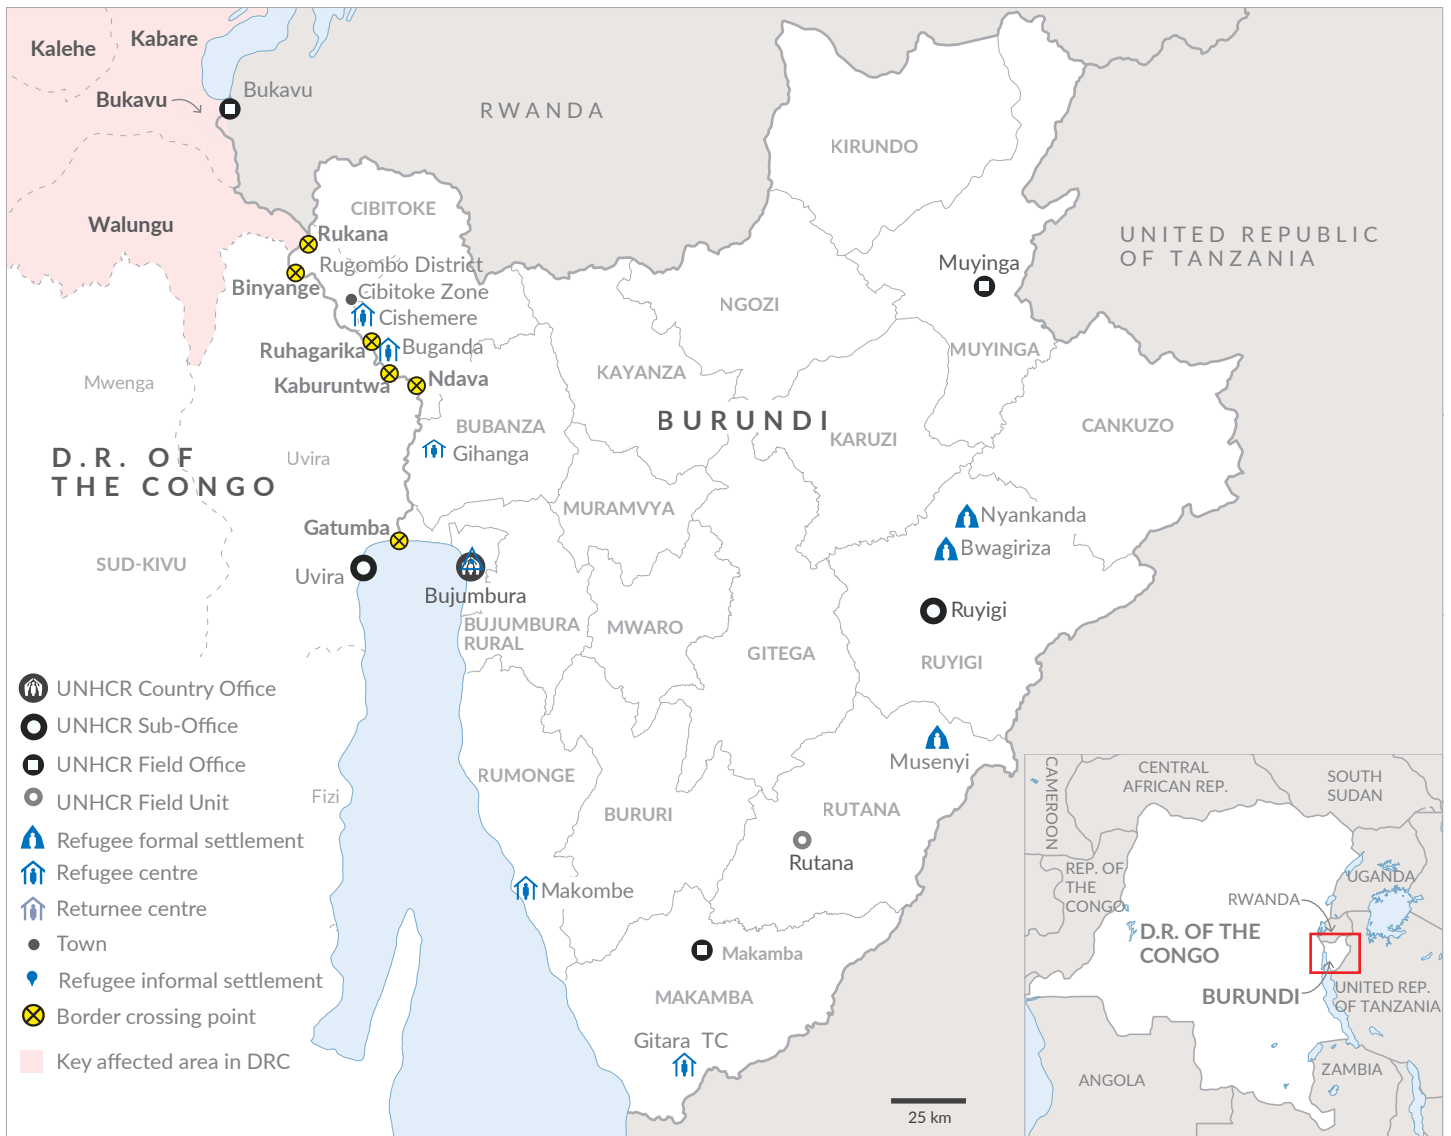 Kalehe
Kabare
Bukavu
Bukavu
RWANDA
KIRUNDO
Walungu
CIBITOKE
Rukana
UNITED REPUBLIC
OF TANZANIA
Rugombo District
Binyange
Cibitoke Zone
Muyinga
NGOZI
Cishemere
Ruhagarika
Buganda
MUYINGA
Mwenga
Kaburuntwa
Ndava
KAYANZA
BURUNDI
BUBANZA
CANKUZO
KARUZI
D.R. OF
THE CONGO
Uvira
Gihanga
MURAMVYA
Nyankanda
Gatumba
Bwagiriza
SUD-KIVU
Uvira
Bujumbura
Ruyigi
BUJUMBURA
RURAL
MWARO
GITEGA
RUYIGI
Musenyi
RUMONGE
Fizi
BURURI
RUTANA
Rutana
Makombe
Makamba
MAKAMBA
Gitara TC
UNHCR Country Office
UNHCR Sub-Office
UNHCR Field Office
UNHCR Field Unit
Refugee formal settlement
Refugee centre
Returnee centre
Town
Refugee informal settlement
Border crossing point
Key affected area in DRC
25 km
CAMEROON
CENTRAL
AFRICAN REP.
SOUTH
SUDAN
REP. OF
THE
CONGO
UGANDA
RWANDA
D.R. OF THE
CONGO
BURUNDI
UNITED REP.
OF TANZANIA
ANGOLA
ZAMBIA